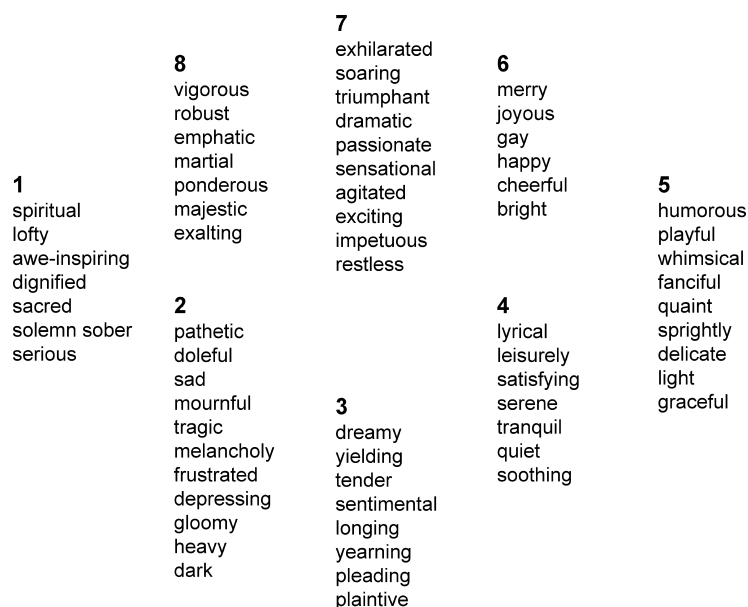 7
exhilarated
soaring
triumphant
dramatic
passionate
sensational
agitated
exciting
impetuous
restless
8
vigorous
robust
emphatic
martial
ponderous
majestic
exalting
6
merry
joyous
gay
happy
cheerful
bright
1
spiritual
lofty
awe-inspiring
dignified
sacred
solemn sober
serious
5
humorous
playful
whimsical
fanciful
quaint
sprightly
delicate
light
graceful
2
pathetic
doleful
sad
mournful
tragic
melancholy
frustrated
depressing
gloomy
heavy
dark
4
lyrical
leisurely
satisfying
serene
tranquil
quiet
soothing
3
dreamy
yielding
tender
sentimental
longing
yearning
pleading
plaintive